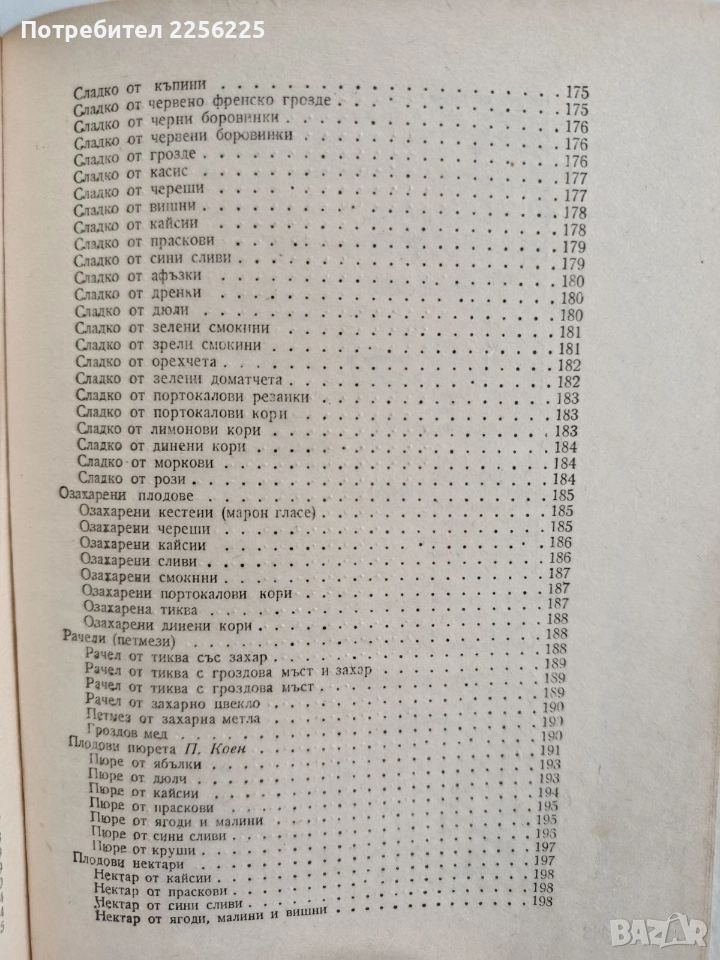 Потребител 2256225
Сладко от къпини . . . 175
Сладко от червено френско грозде . . . 175
Сладко от черни боровинки . . . 176
Сладко от червени боровинки . . . 176
Сладко от грозде . . . 176
Сладко от касис . . . 177
Сладко от череши . . . 177
Сладко от вишни . . . 178
Сладко от кайсии . . . 178
Сладко от праскови . . . 179
Сладко от сини сливи . . . 179
Сладко от афъзки . . . 180
Сладко от дренки . . . 180
Сладко от дюли . . . 180
Сладко от зелени смокини . . . 181
Сладко от зрели смокини . . . 181
Сладко от орехчета . . . 182
Сладко от зелени доматчета . . . 182
Сладко от портокалови резанки . . . 183
Сладко от портокалови кори . . . 183
Сладко от лимонови кори . . . 183
Сладко от динени кори . . . 184
Сладко от моркови . . . 184
Сладко от рози . . . 184
Озахарени плодове . . . 185
Озахарени кестени (марон гласе) . . . 185
Озахарени череши . . . 185
Озахарени кайсии . . . 186
Озахарени сливи . . . 186
Озахарени смокини . . . 187
Озахарени портокалови кори . . . 187
Озахарена тиква . . . 187
Озахарени динени кори . . . 188
Рачели (петмези) . . . 188
Рачел от тиква със захар . . . 188
Рачел от тиква с гроздова мъст и захар . . . 189
Рачел от тиква с гроздова мъст . . . 189
Рачел от захарно цвекло . . . 189
Петмез от захарна метла . . . 190
Гроздов мед . . . 190
Плодови пюрета П. Коен . . . 190
Пюре от ябълки . . . 191
Пюре от дюли . . . 193
Пюре от кайсии . . . 193
Пюре от праскови . . . 194
Пюре от ягоди и малини . . . 195
Пюре от сини сливи . . . 195
Пюре от круши . . . 196
Плодови нектари . . . 197
Нектар от кайсии . . . 197
Нектар от праскови . . . 198
Нектар от сини сливи . . . 198
Нектар от ягоди, малини и вишни . . . 198
BAZAR